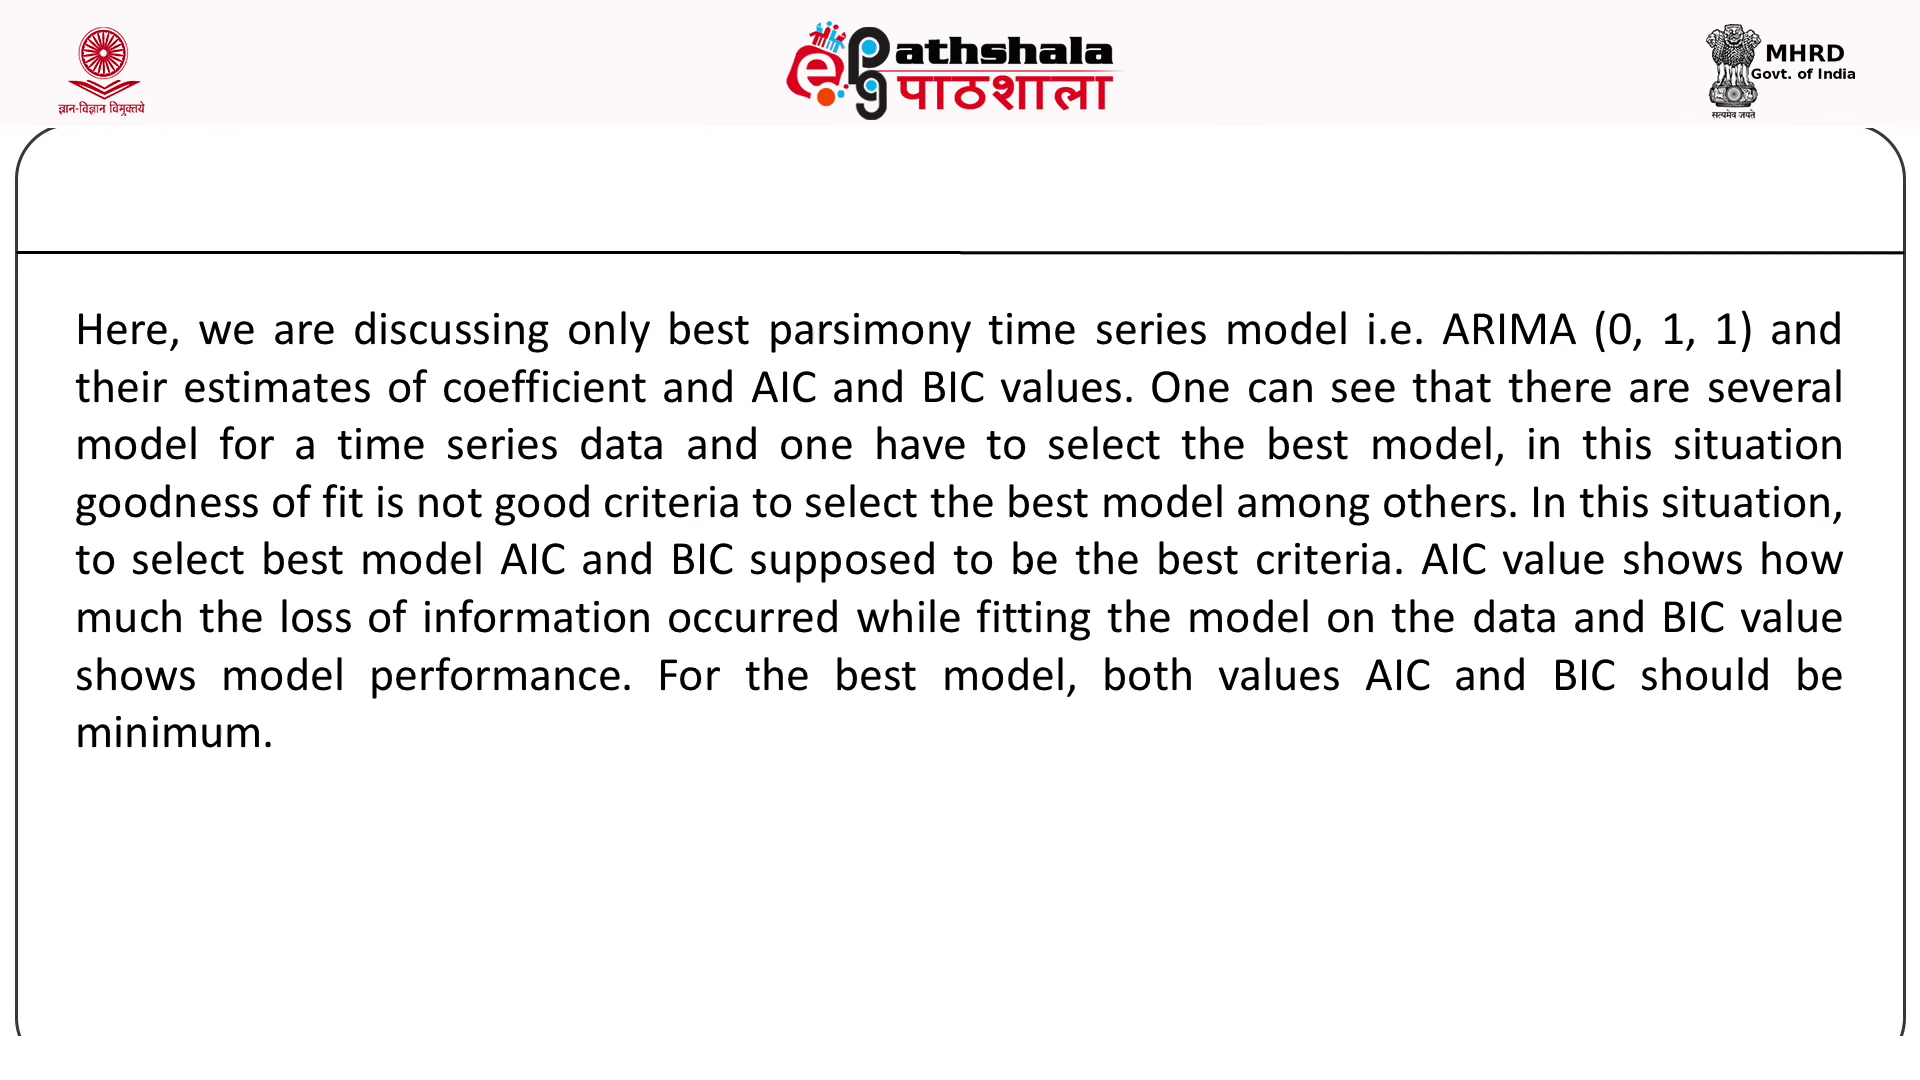 ज्ञान-विज्ञान विमुक्तये
e
pg
athshala
पाठशाला
MHRD
Govt. of India
सत्यमेव जयते
Here, we are discussing only best parsimony time series model i.e. ARIMA (0, 1, 1) and
their estimates of coefficient and AIC and BIC values. One can see that there are several
model for a time series data and one have to select the best model, in this situation
goodness of fit is not good criteria to select the best model among others. In this situation,
to select best model AIC and BIC supposed to be the best criteria. AIC value shows how
much the loss of information occurred while fitting the model on the data and BIC value
shows model performance. For the best model, both values AIC and BIC should be
minimum.